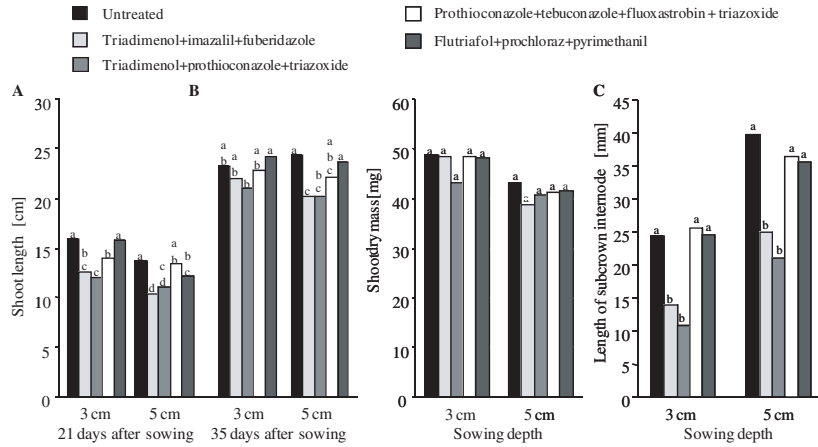 Untreated
Triadimenol+imazalil+fuberidazole
Triadimenol+prothioconazole+triazoxide
Prothioconazole+tebuconazole+fluoxastrobin+triazoxide
Flutriafol+prochloraz+pyrimethanil
A
Shoot length [cm]
30
25
20
15
10
5
0
a
b
c
c
b
a
a
d
c
d
a
b
b
c
a
b
a
b
b
a
b
a
a
c
b
c
a
b
c
a
3 cm
5 cm
3 cm
5 cm
21 days after sowing
35 days after sowing
B
Shootdry mass [mg]
60
50
40
30
20
10
0
a
a
a
a
a
a
a
a
a
a
3 cm
5 cm
Sowing depth
C
Length of subcrown internode [mm]
45
40
35
30
25
20
15
10
5
0
a
b
b
a
a
a
b
b
a
a
3 cm
5 cm
Sowing depth